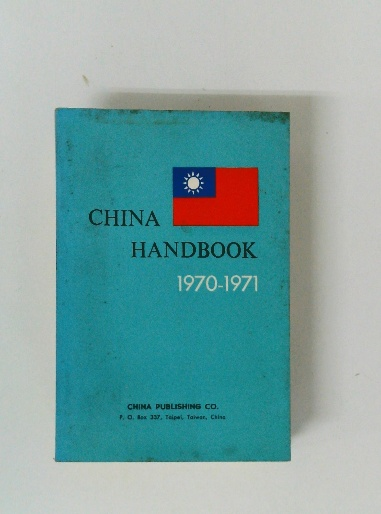 CHINA
HANDBOOK
1970-1971
CHINA PUBLISHING CO.
P. O. Box 337, Taipei, Taiwan, China